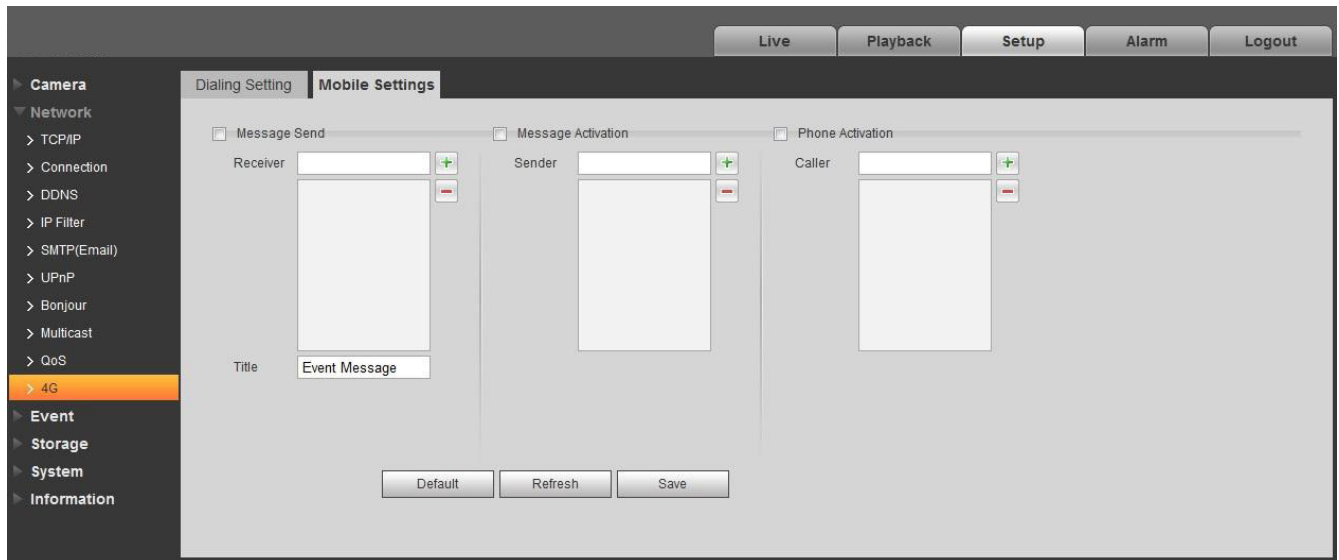 Live Playback Setup Alarm Logout
Camera
Network
TCP/IP
Connection
DDNS
IP Filter
SMTP(Email)
UPnP
Bonjour
Multicast
QoS
4G
Event
Storage
System
Information
Dialing Setting Mobile Settings
Message Send Message Activation Phone Activation
Receiver Sender Caller
Title Event Message
Default Refresh Save